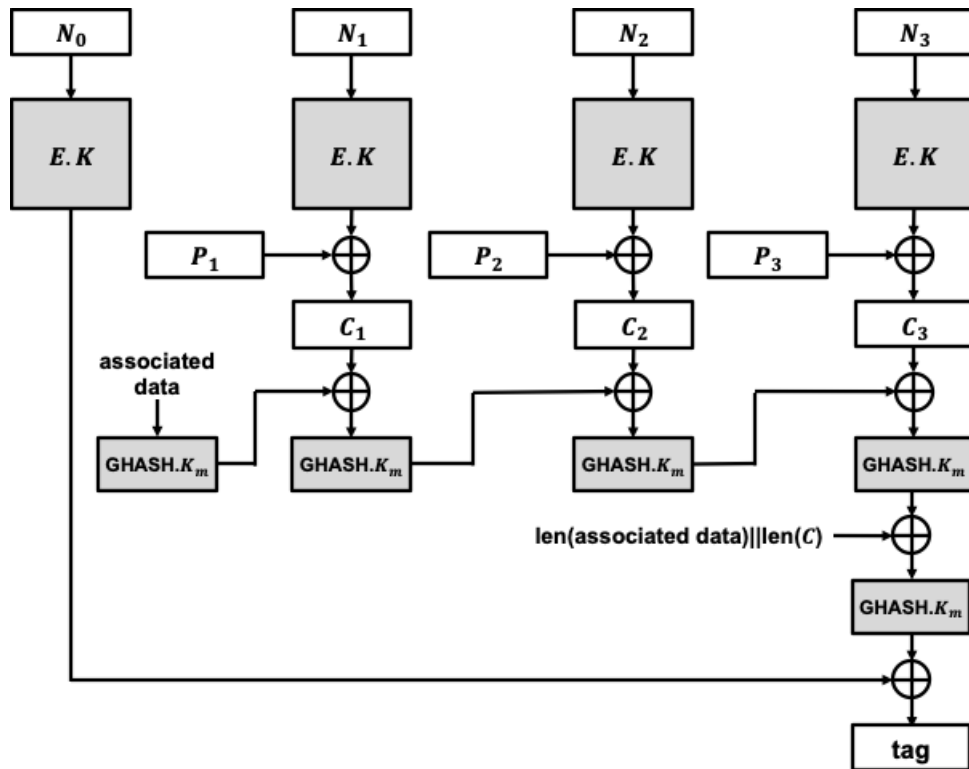 N₀ N₁ N₂ N₃
E.K E.K E.K E.K
P₁ P₂ P₃
C₁ C₂ C₃
associated
data
GHASH.Kₘ GHASH.Kₘ GHASH.Kₘ GHASH.Kₘ
len(associated data)||len(C)
GHASH.Kₘ
tag